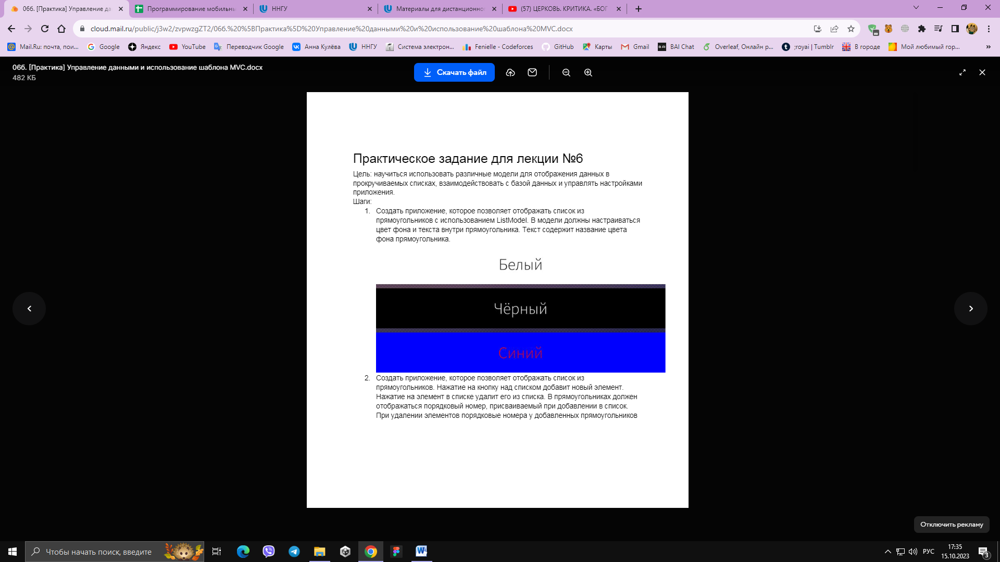 06б. [Практика] Управление да
Программирование мобильнь
ННГУ
Материалы для дистанционног
(57) ЦЕРКОВЬ. КРИТИКА. «БОГ
cloud.mail.ru/public/j3w2/zvpwzgZT2/06б.%20%5BПрактика%5D%20Управление%20данными%20и%20использование%20шаблона%20MVC.docx
Mail.Ru: почта, пои...
Google
Яндекс
YouTube
Переводчик Google
Анна Кулёва
ННГУ
Система электрон...
Fenielle - Codeforces
GitHub
Карты
Gmail
BAI Chat
Overleaf, Онлайн р...
;royai | Tumblr
В городе
Мой любимый гор...
»
06б. [Практика] Управление данными и использование шаблона MVC.docx
482 КБ
Скачать файл
Практическое задание для лекции №6
Цель: научиться использовать различные модели для отображения данных в
прокручиваемых списках, взаимодействовать с базой данных и управлять настройками
приложения.
Шаги:
1. Создать приложение, которое позволяет отображать список из
прямоугольников с использованием ListModel. В модели должны настраиваться
цвет фона и текста внутри прямоугольника. Текст содержит название цвета
фона прямоугольника.
Белый
Чёрный
Синий
2. Создать приложение, которое позволяет отображать список из
прямоугольников. Нажатие на кнопку над списком добавит новый элемент.
Нажатие на элемент в списке удалит его из списка. В прямоугольниках должен
отображаться порядковый номер, присваиваемый при добавлении в список.
При удалении элементов порядковые номера у добавленных прямоугольников
Отключить рекламу
Чтобы начать поиск, введите
РУС
17:35
15.10.2023
3